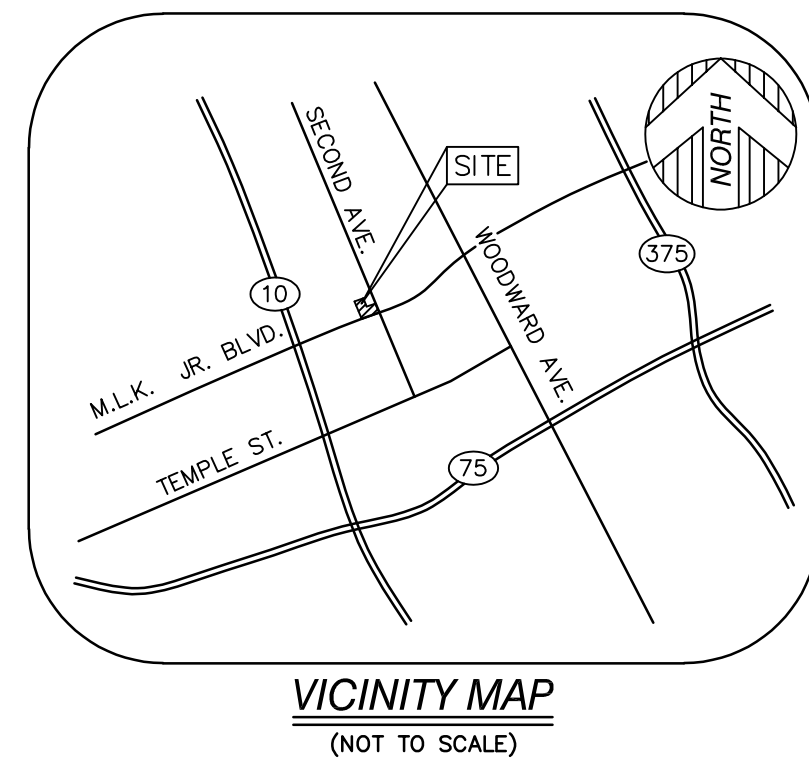 SECOND AVE.
SITE
NORTH
WOODWARD AVE.
375
10
M.L.K. JR. BLVD.
TEMPLE ST.
75
VICINITY MAP
(NOT TO SCALE)